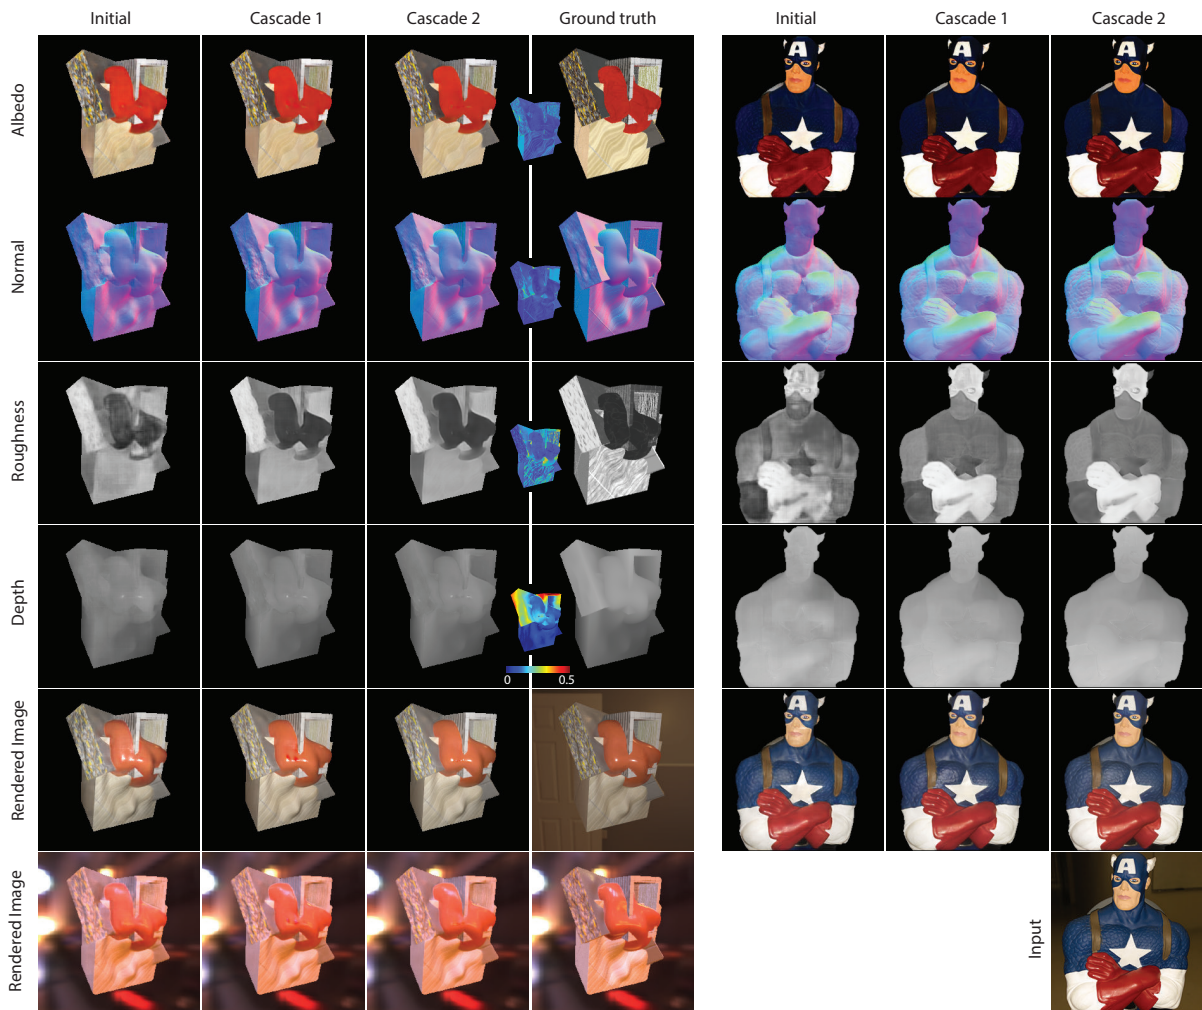 Initial Cascade 1 Cascade 2 Ground truth Initial Cascade 1 Cascade 2
Albedo
A A A
Normal
Roughness
Depth
0 0.5
Rendered Image
A A A
Rendered Image
Input
A